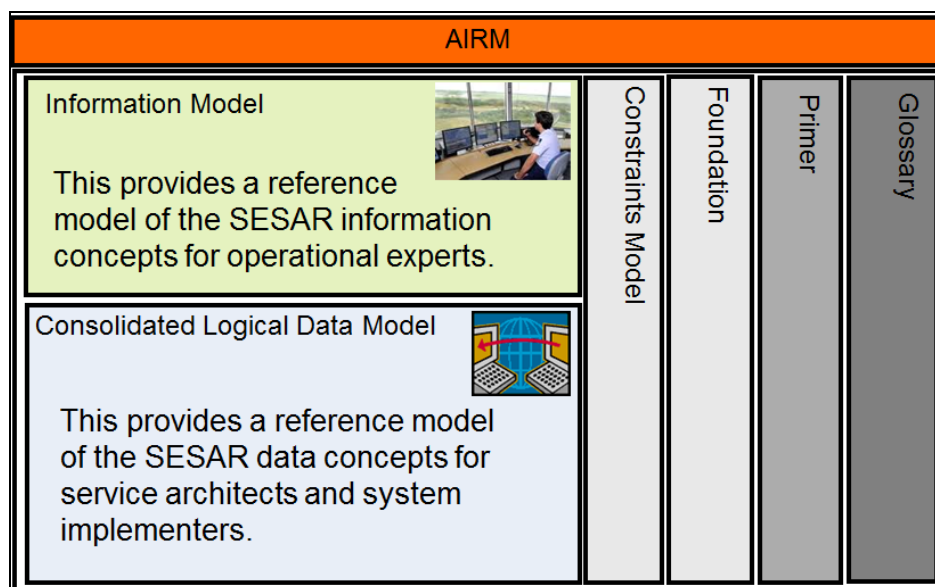 AIRM
Information Model
This provides a reference
model of the SESAR information
concepts for operational experts.
Consolidated Logical Data Model
This provides a reference model
of the SESAR data concepts for
service architects and system
implementers.
Constraints Model
Foundation
Primer
Glossary